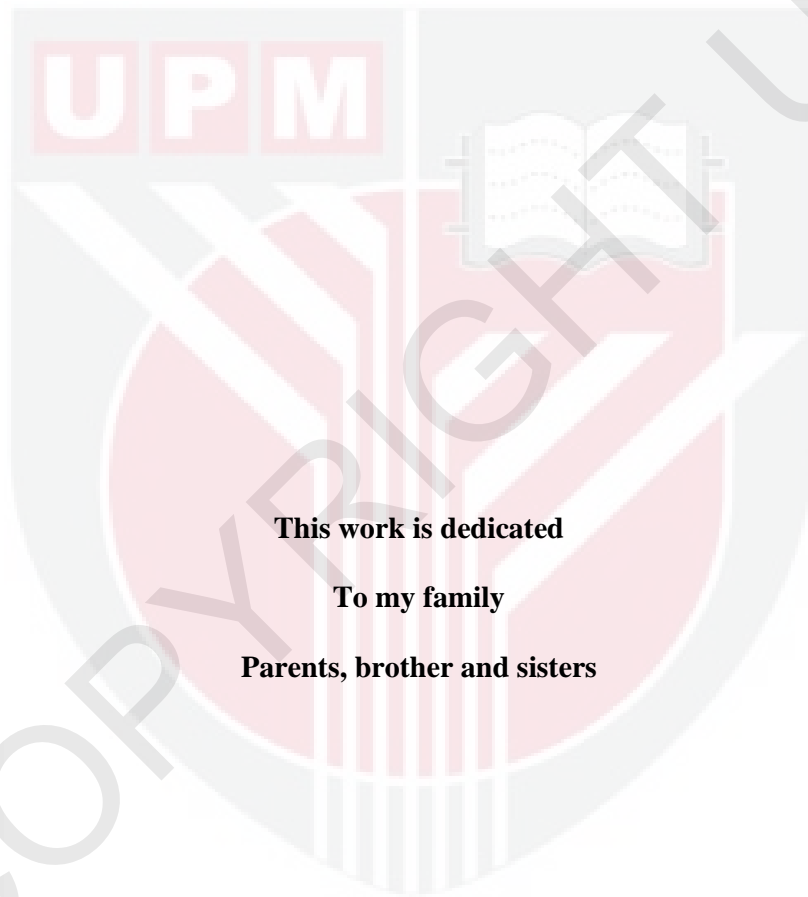 UPM
COPYRIGHT U
This work is dedicated
To my family
Parents, brother and sisters